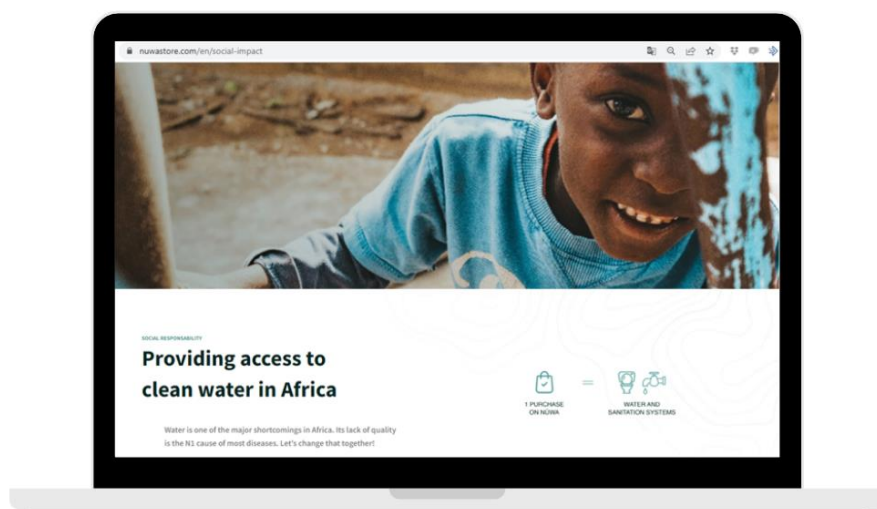 nuwastore.com/en/social-impact
SOCIAL RESPONSABILITY
Providing access to
clean water in Africa
Water is one of the major shortcomings in Africa. Its lack of quality
is the N1 cause of most diseases. Let's change that together!
1 PURCHASE
ON NÜWA
=
WATER AND
SANITATION SYSTEMS